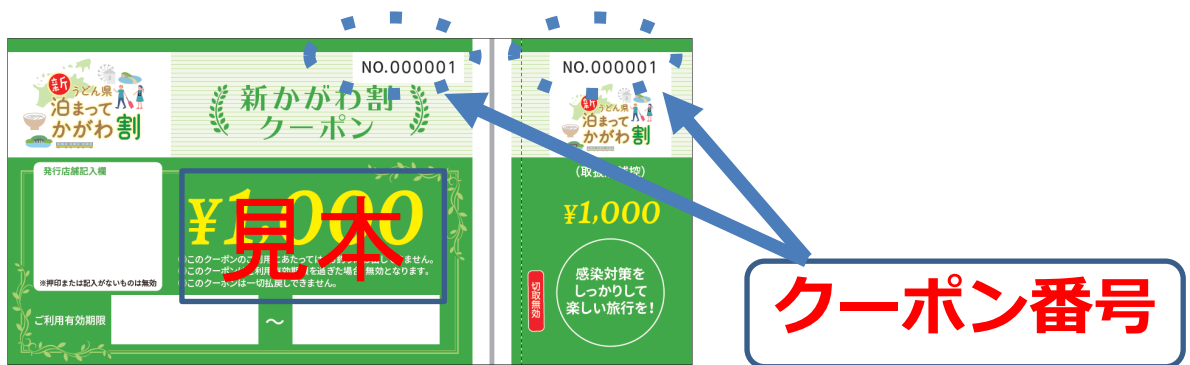 NO.000001
新
うどん県
泊まって
かがわ割
新かがわ割
クーポン
発行店舗記入欄
※押印または記入がないものは無効
¥1,000
見本
このクーポンは一切払戻しできません。
ご利用有効期限
～
NO.000001
新
うどん県
泊まって
かがわ割
¥1,000
切取無効
感染対策を
しっかりして
楽しい旅行を!
クーポン番号